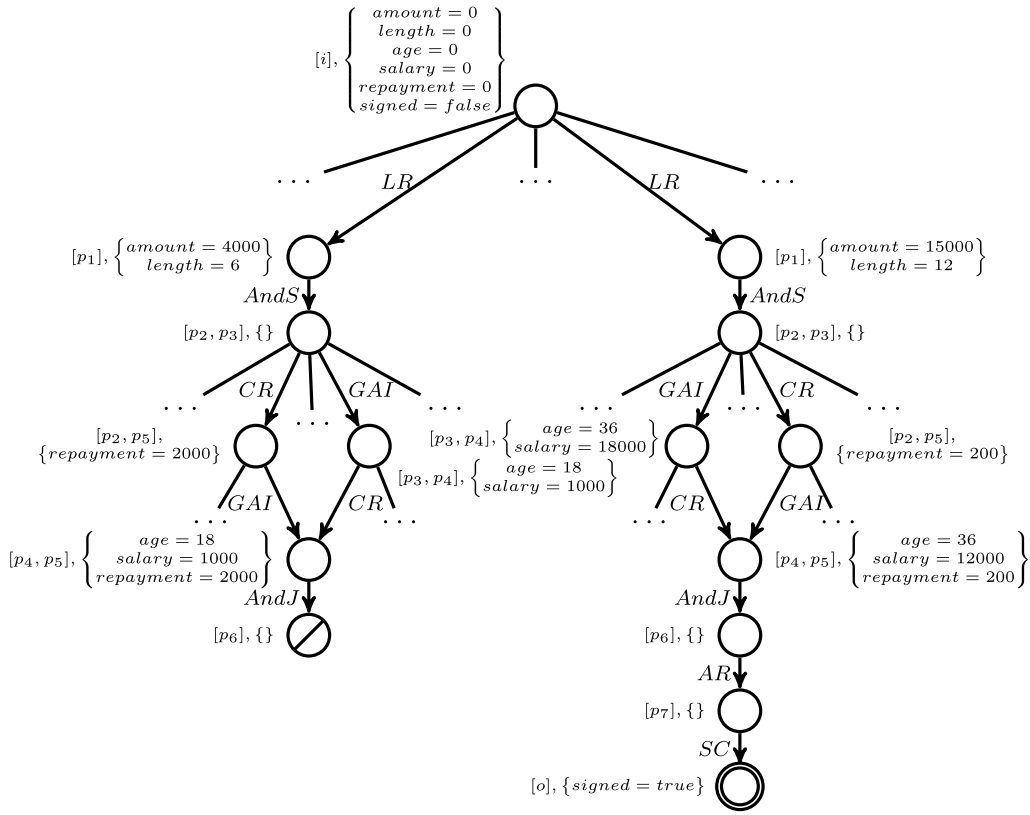 amount = 0
length = 0
age = 0
[i], { salary = 0 }
repayment = 0
signed = false
. . . LR . . . LR . . .
[p₁], { amount = 4000
length = 6 }
[p₁], { amount = 15000
length = 12 }
AndS AndS
[p₂, p₃], {} [p₂, p₃], {}
CR GAI GAI CR
. . . . . . . . . . . . . . . . . .
[p₂, p₅],
{repayment = 2000}
[p₃, p₄], { age = 36
salary = 18000 }
[p₂, p₅],
{repayment = 200}
[p₃, p₄], { age = 18
salary = 1000 }
GAI CR CR GAI
. . . . . . . . . . . .
age = 18
[p₄, p₅], { salary = 1000 }
repayment = 2000
age = 36
[p₄, p₅], { salary = 12000 }
repayment = 200
AndJ AndJ
[p₆], {} [p₆], {}
AR
[p₇], {}
SC
[o], {signed = true}